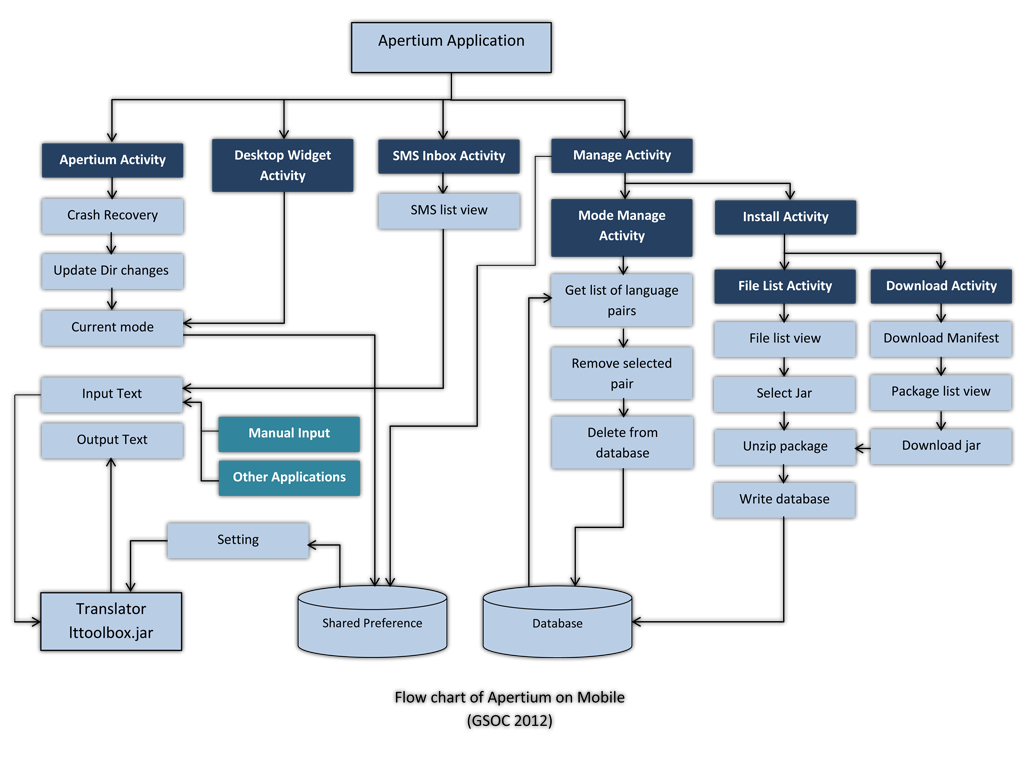 Apertium Application
Apertium Activity
Desktop Widget
Activity
SMS Inbox Activity
Manage Activity
Crash Recovery
SMS list view
Mode Manage
Activity
Install Activity
Update Dir changes
Get list of language
pairs
File List Activity
Download Activity
Current mode
File list view
Download Manifest
Remove selected
pair
Input Text
Select Jar
Package list view
Output Text
Manual Input
Delete from
database
Unzip package
Download jar
Other Applications
Write database
Setting
Translator
lttoolbox.jar
Shared Preference
Database
Flow chart of Apertium on Mobile
(GSOC 2012)